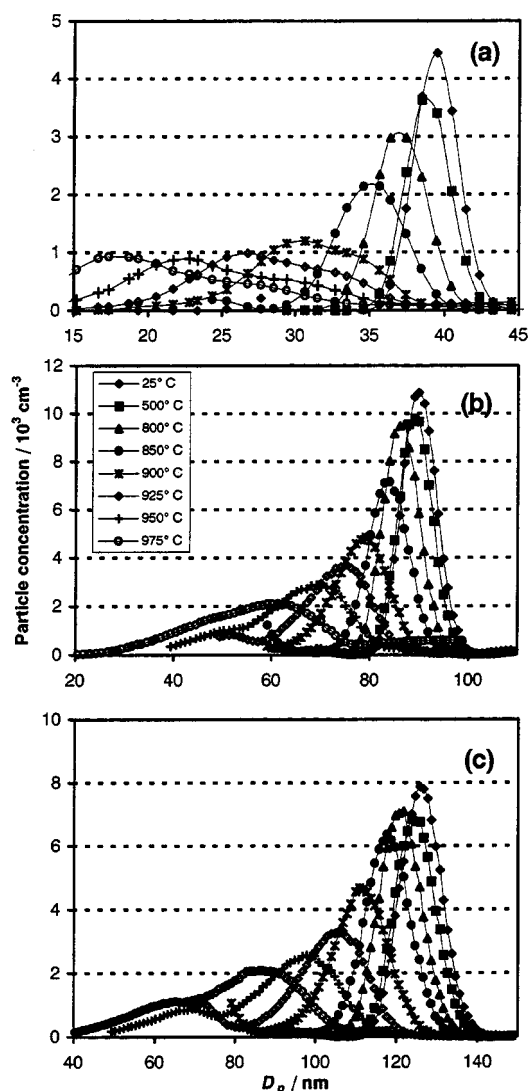 (a)
5
4
3
2
1
0
15 20 25 30 35 40 45
Particle concentration / 10³ cm⁻³
(b)
12
10
8
6
4
2
0
25° C
500° C
800° C
850° C
900° C
925° C
950° C
975° C
20 40 60 80 100
(c)
10
8
6
4
2
0
40 60 80 100 120 140
Dₚ / nm